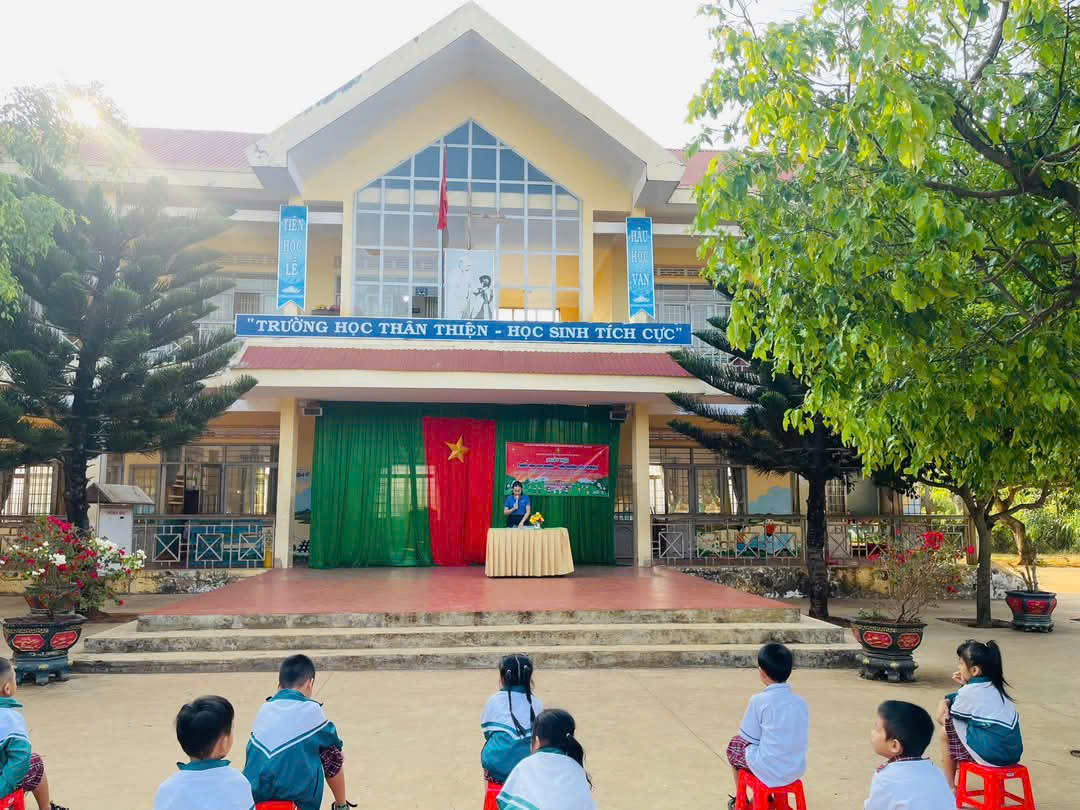 TIÊN
HỌC
LỄ
HẬU
HỌC
VĂN
"TRƯỜNG HỌC THÂN THIỆN - HỌC SINH TÍCH CỰC"